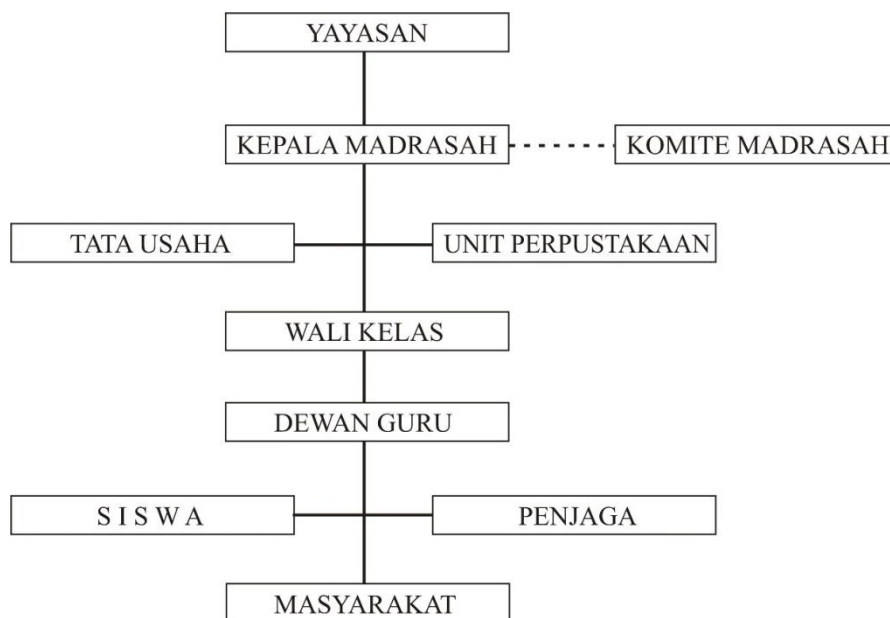 YAYASAN
KEPALA MADRASAH
KOMITE MADRASAH
TATA USAHA
UNIT PERPUSTAKAAN
WALI KELAS
DEWAN GURU
S I S W A
PENJAGA
MASYARAKAT